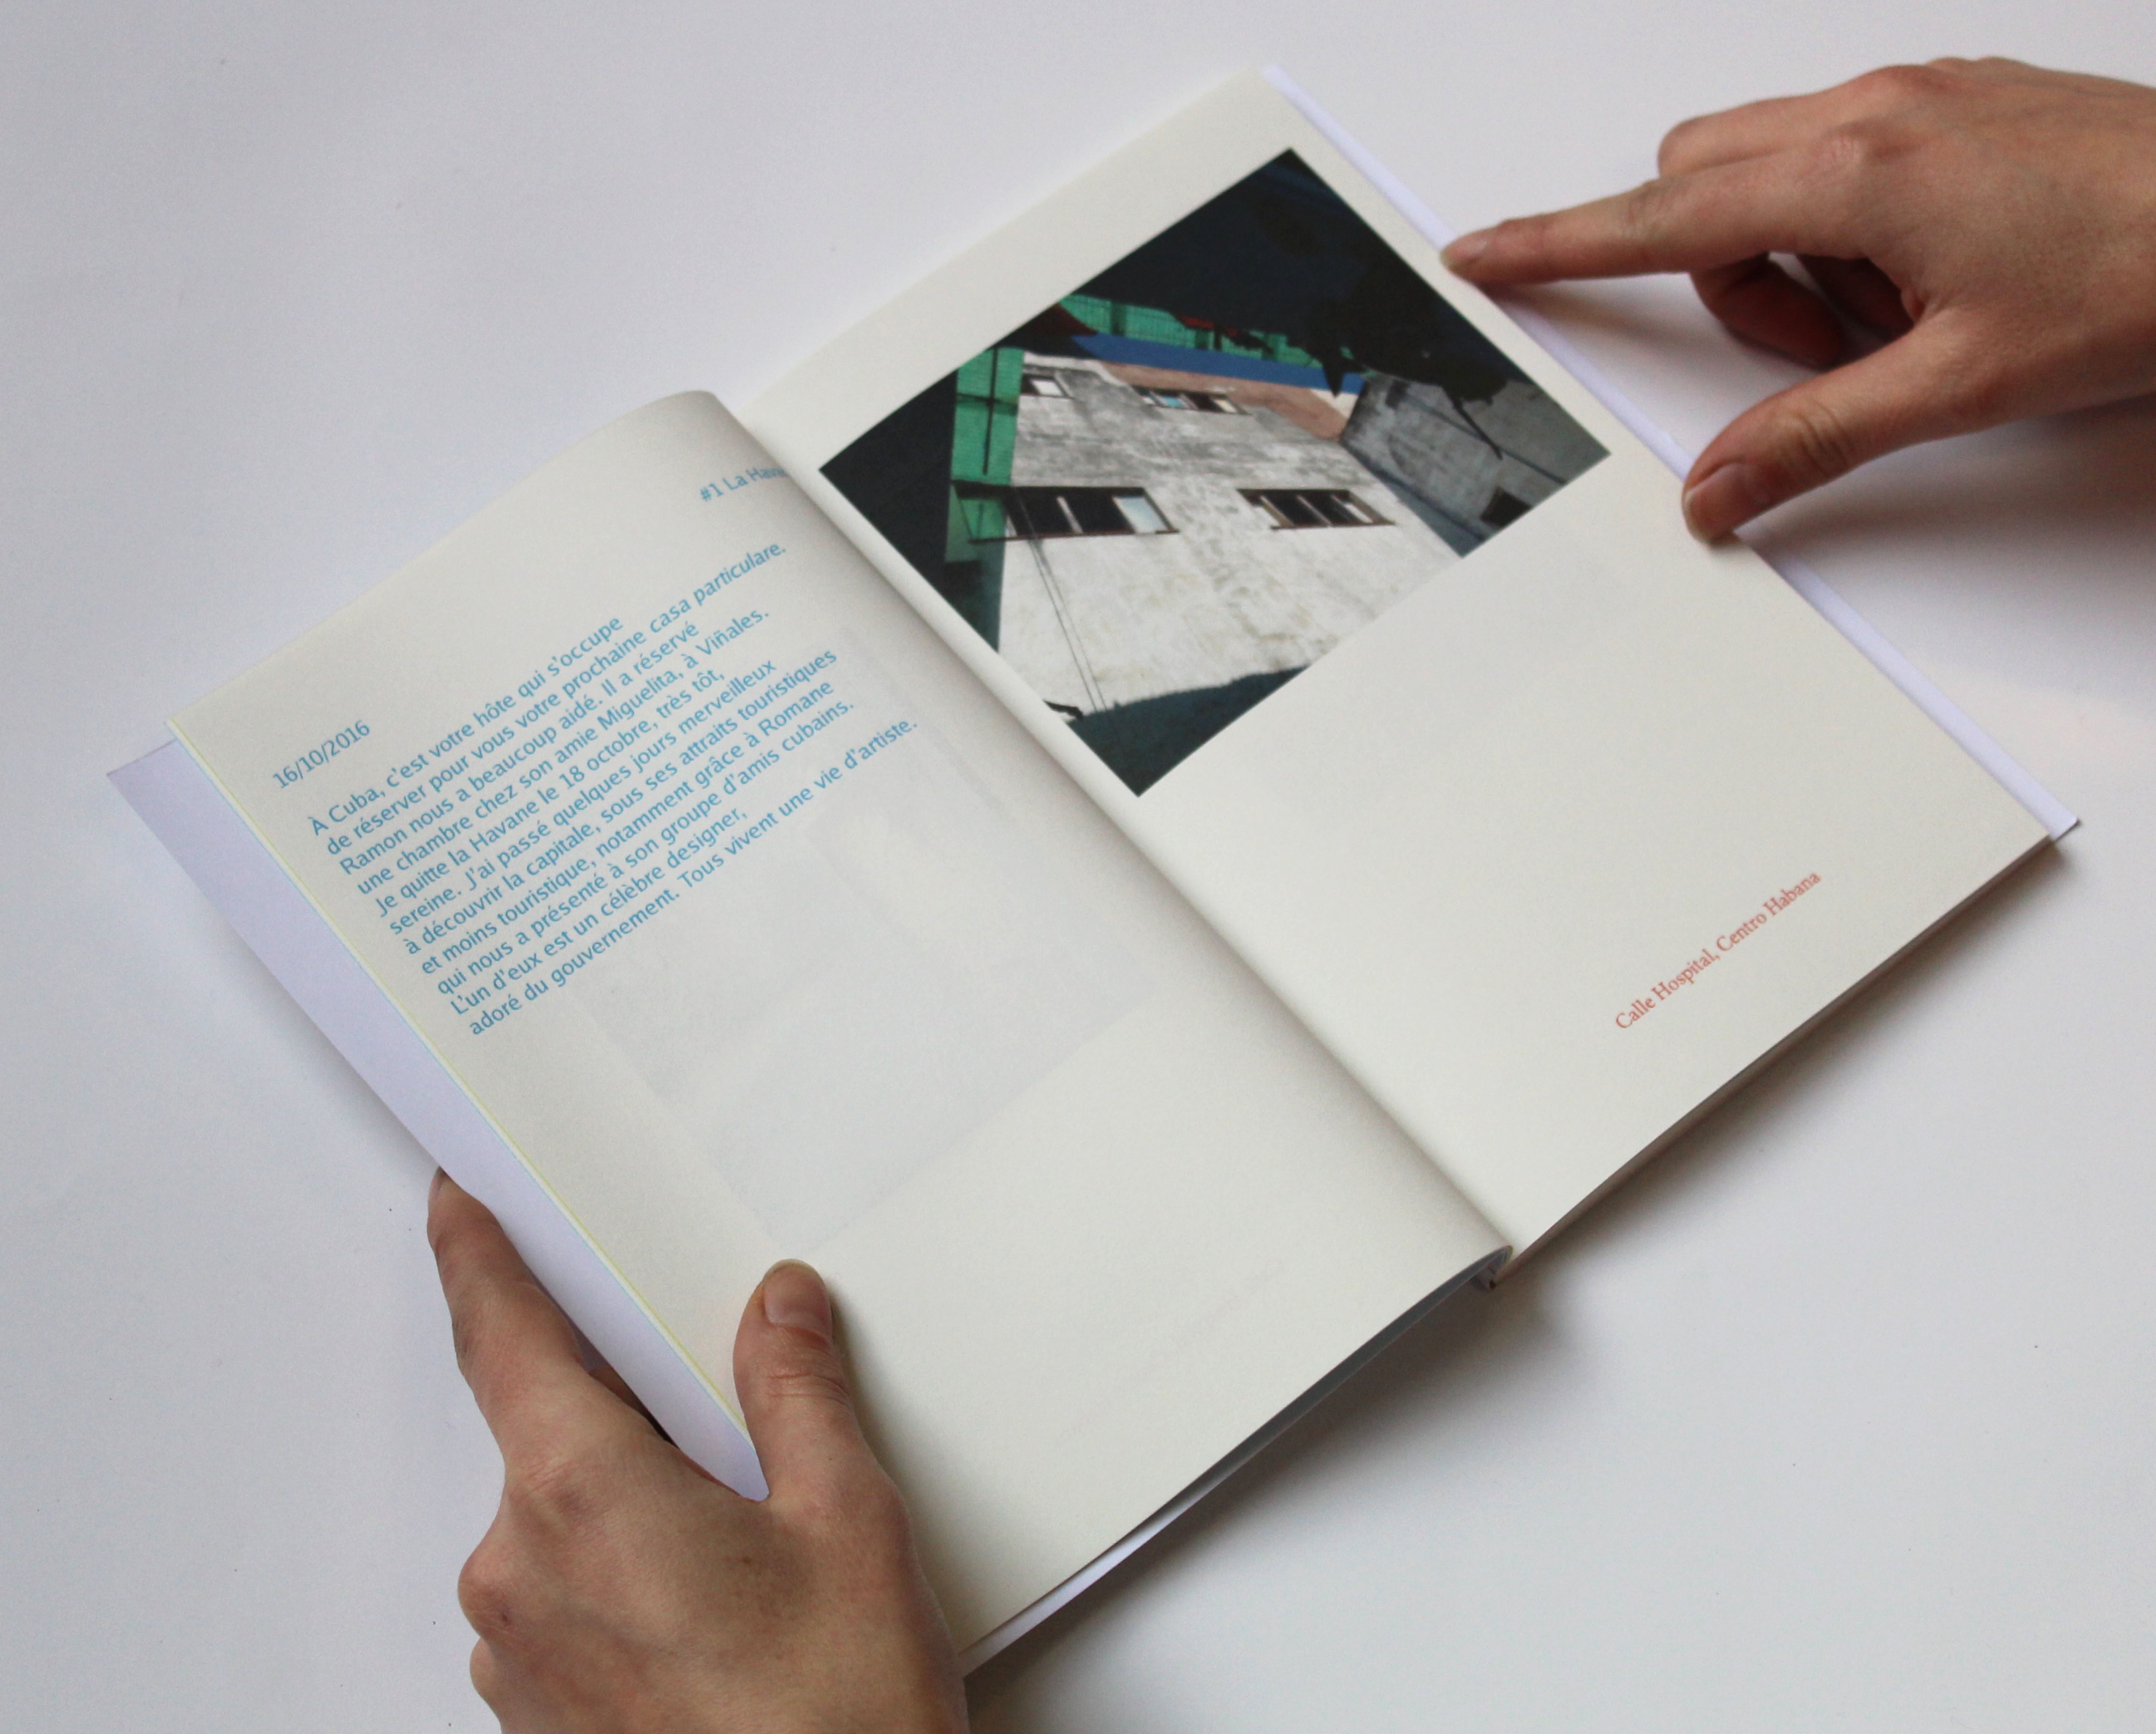 #1 La Hava
16/10/2016
À Cuba, c'est votre hôte qui s'occupe
de réserver pour vous votre prochaine casa particulare.
Ramon nous a beaucoup aidé. Il a réservé
une chambre chez son amie Miguelita, à Viñales.
Je quitte la Havane le 18 octobre, très tôt,
sereine. J'ai passé quelques jours merveilleux
à découvrir la capitale, sous ses attraits touristiques
et moins touristique, notamment grâce à Romane
qui nous a présenté à son groupe d'amis cubains.
L'un d'eux est un célèbre designer,
adoré du gouvernement. Tous vivent une vie d'artiste.
Calle Hospital, Centro Habana